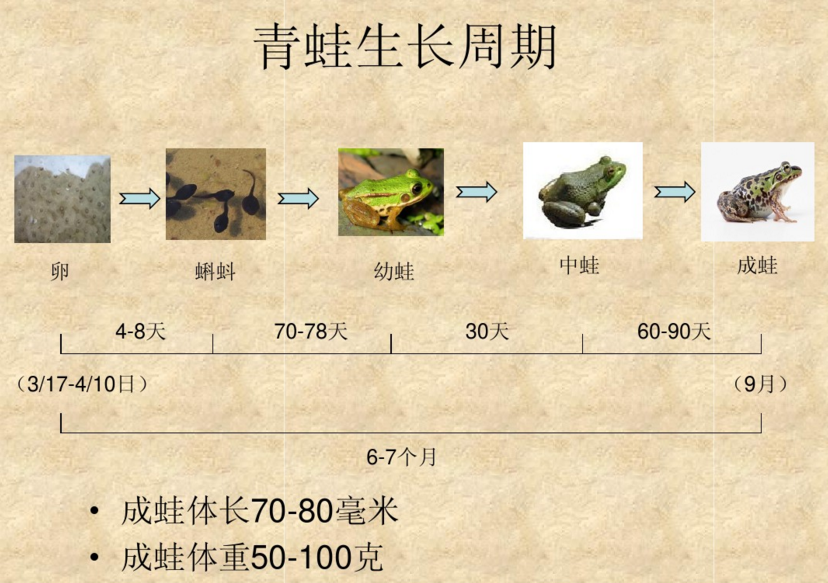 青蛙生长周期
卵
蝌蚪
幼蛙
中蛙
成蛙
4-8天
70-78天
30天
60-90天
（3/17-4/10日）
（9月）
6-7个月
• 成蛙体长70-80毫米
• 成蛙体重50-100克